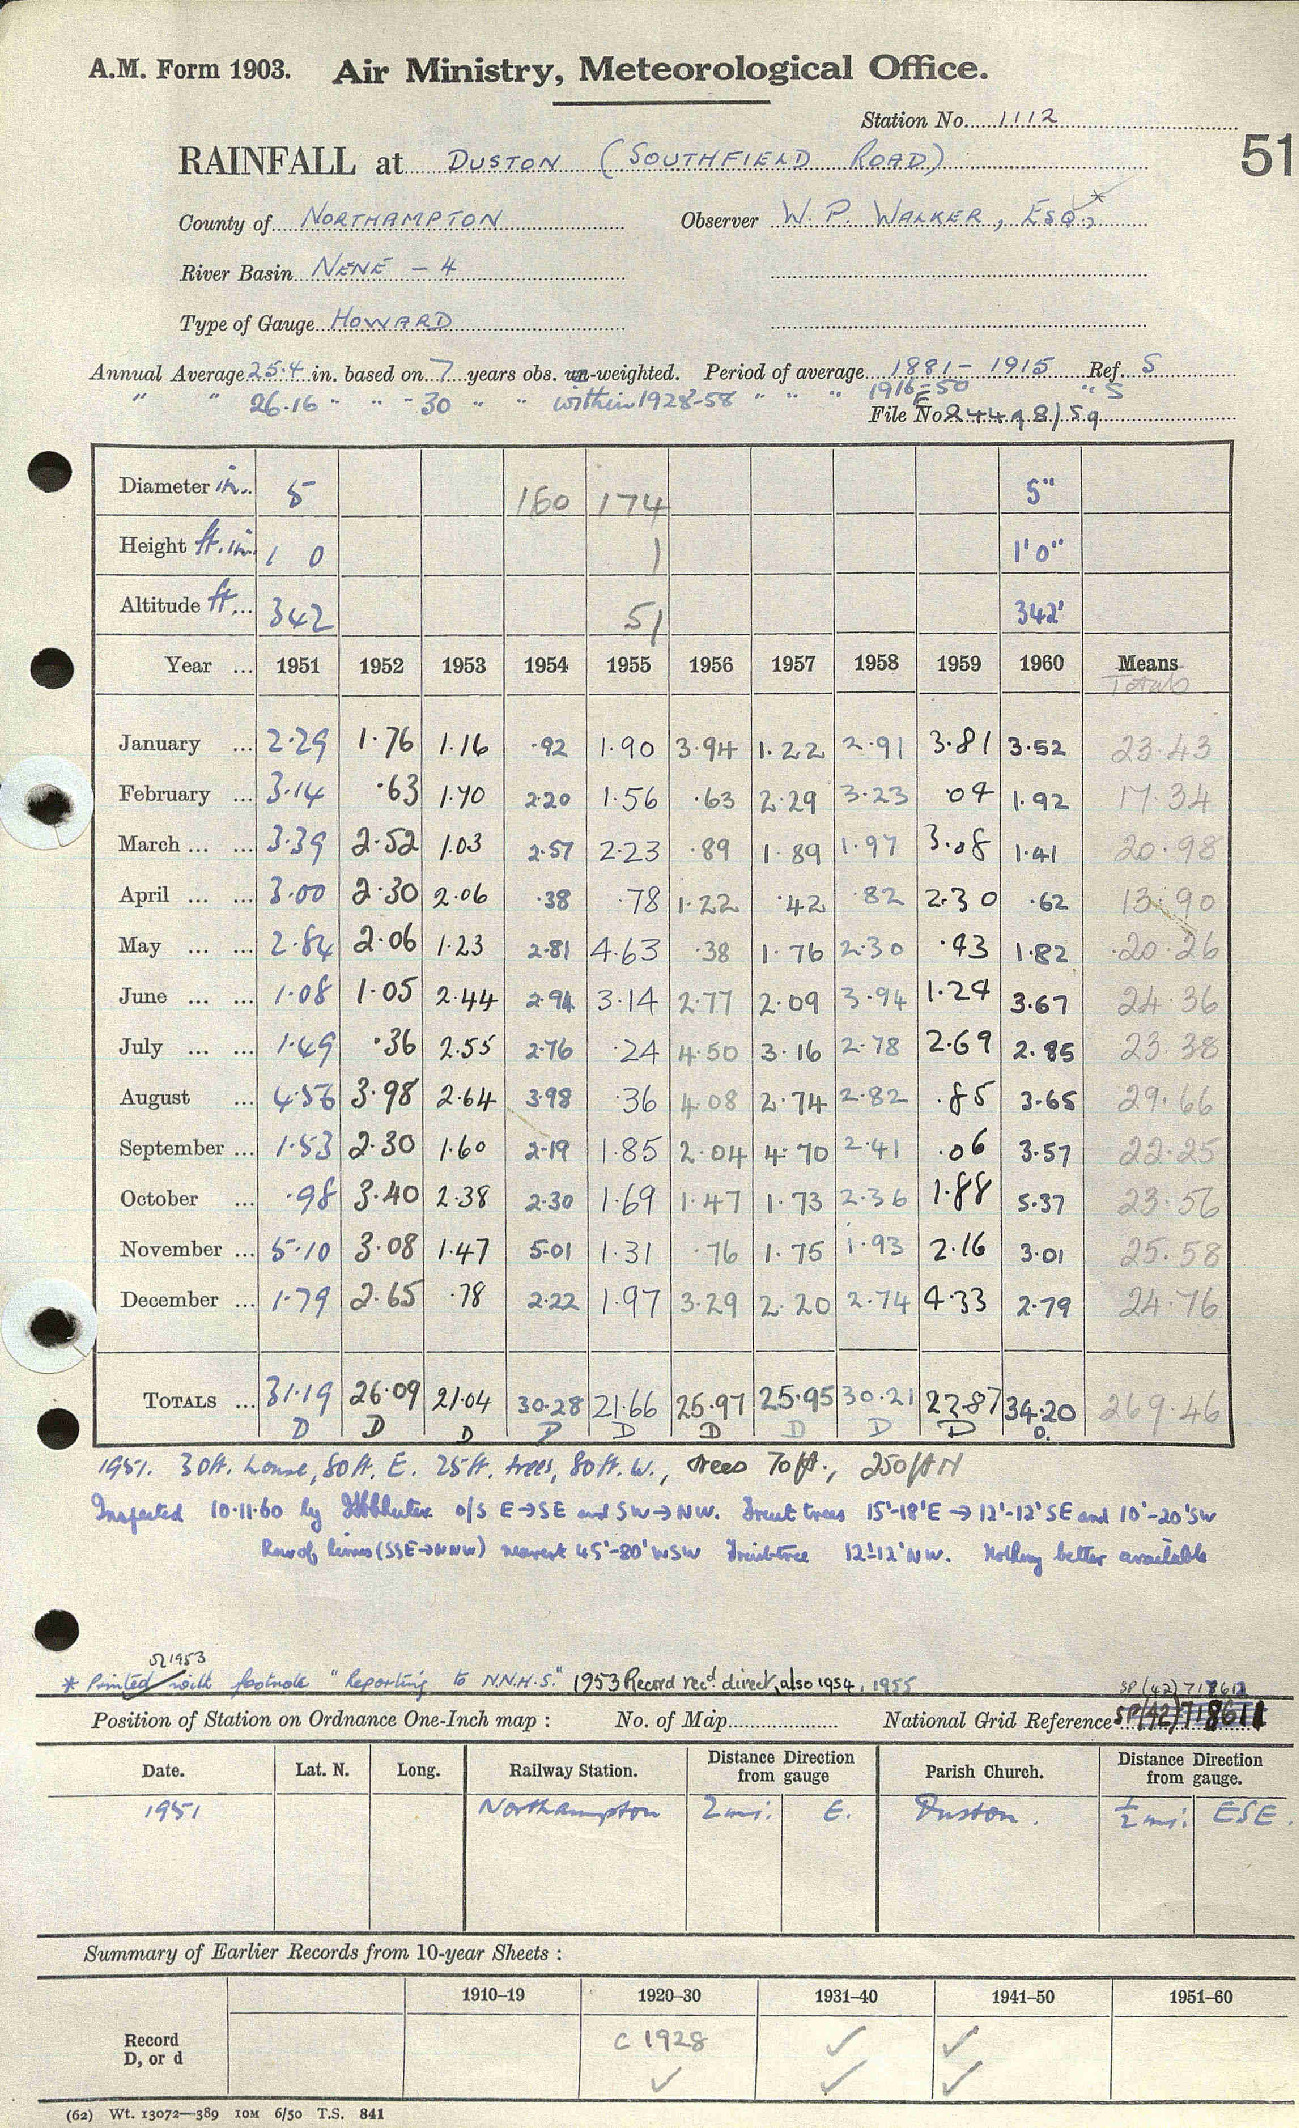 A.M. Form 1903. Air Ministry, Meteorological Office.
Station No. 1112
51
RAINFALL at DUSTON (SOUTHFIELD ROAD)
County of NORTHAMPTON Observer W. P. WALKER, ESQ., *
River Basin NENE - 4
Type of Gauge HOWARD
Annual Average 25.4 in. based on 7 years obs. un-weighted. Period of average 1881 - 1915 Ref. S
" " 26.16 " " - 30 " " within 1928-58 " " " 1916-50 " S
File No 24498/59
Diameter in. 5 160 174 5"
Height ft. in. 1 0 1 1'0"
Altitude ft. 342 51 342'
Year ... 1951 1952 1953 1954 1955 1956 1957 1958 1959 1960 Means
Totals
January ... 2.29 1.76 1.16 .92 1.90 3.94 1.22 2.91 3.81 3.52 23.43
February ... 3.14 .63 1.70 2.20 1.56 .63 2.29 3.23 .04 1.92 17.34
March ... ... 3.39 2.52 1.03 2.57 2.23 .89 1.89 1.97 3.08 1.41 20.98
April ... ... 3.00 2.30 2.06 .38 .78 1.22 .42 .82 2.30 .62 13.90
May ... ... 2.84 2.06 1.23 2.81 4.63 .38 1.76 2.30 .43 1.82 20.26
June ... ... 1.08 1.05 2.44 2.94 3.14 2.77 2.09 3.94 1.24 3.67 24.36
July ... ... 1.49 .36 2.55 2.76 .24 4.50 3.16 2.78 2.69 2.85 23.38
August ... 4.56 3.98 2.64 3.98 .36 4.08 2.74 2.82 .85 3.65 29.66
September ... 1.53 2.30 1.60 2.19 1.85 2.04 4.70 2.41 .06 3.57 22.25
October ... .98 3.40 2.38 2.30 1.69 1.47 1.73 2.36 1.88 5.37 23.56
November ... 5.10 3.08 1.47 5.01 1.31 .76 1.75 1.93 2.16 3.01 25.58
December ... 1.79 2.65 .78 2.22 1.97 3.29 2.20 2.74 4.33 2.79 24.76
TOTALS ... 31.19 26.09 21.04 30.28 21.66 25.97 25.95 30.21 22.87 34.20 269.46
D D D D D D D D D D.
1951. 30ft. house, 80ft. E. 25ft. trees, 80ft. W., trees 70ft., 250ft N
Inspected 10.11.60 by o/s E→SE and SW→NW. Fruit trees 15'-18'E → 12'-12'SE and 10'-20'SW
Row of limes (SSE→NNW) nearest 45'-80' WSW Fruit tree 12'-12' NW. Nothing better available
1953
* Printed with footnote "Reporting to N.N.H.S." 1953 Record recd. direct, also 1954, 1955
SP (42) 718612
Position of Station on Ordnance One-Inch map : No. of Map National Grid Reference SP(42)718611
Date. Lat. N. Long. Railway Station. Distance Direction from gauge Parish Church. Distance Direction from gauge.
1951 Northampton 2 mi. E. Duston. ½ mi. ESE.
Summary of Earlier Records from 10-year Sheets :
1910–19 1920–30 1931–40 1941–50 1951–60
Record C 1928 ✓ ✓
D, or d ✓ ✓ ✓
(62) Wt. 13072—389 10M 6/50 T.S. 841